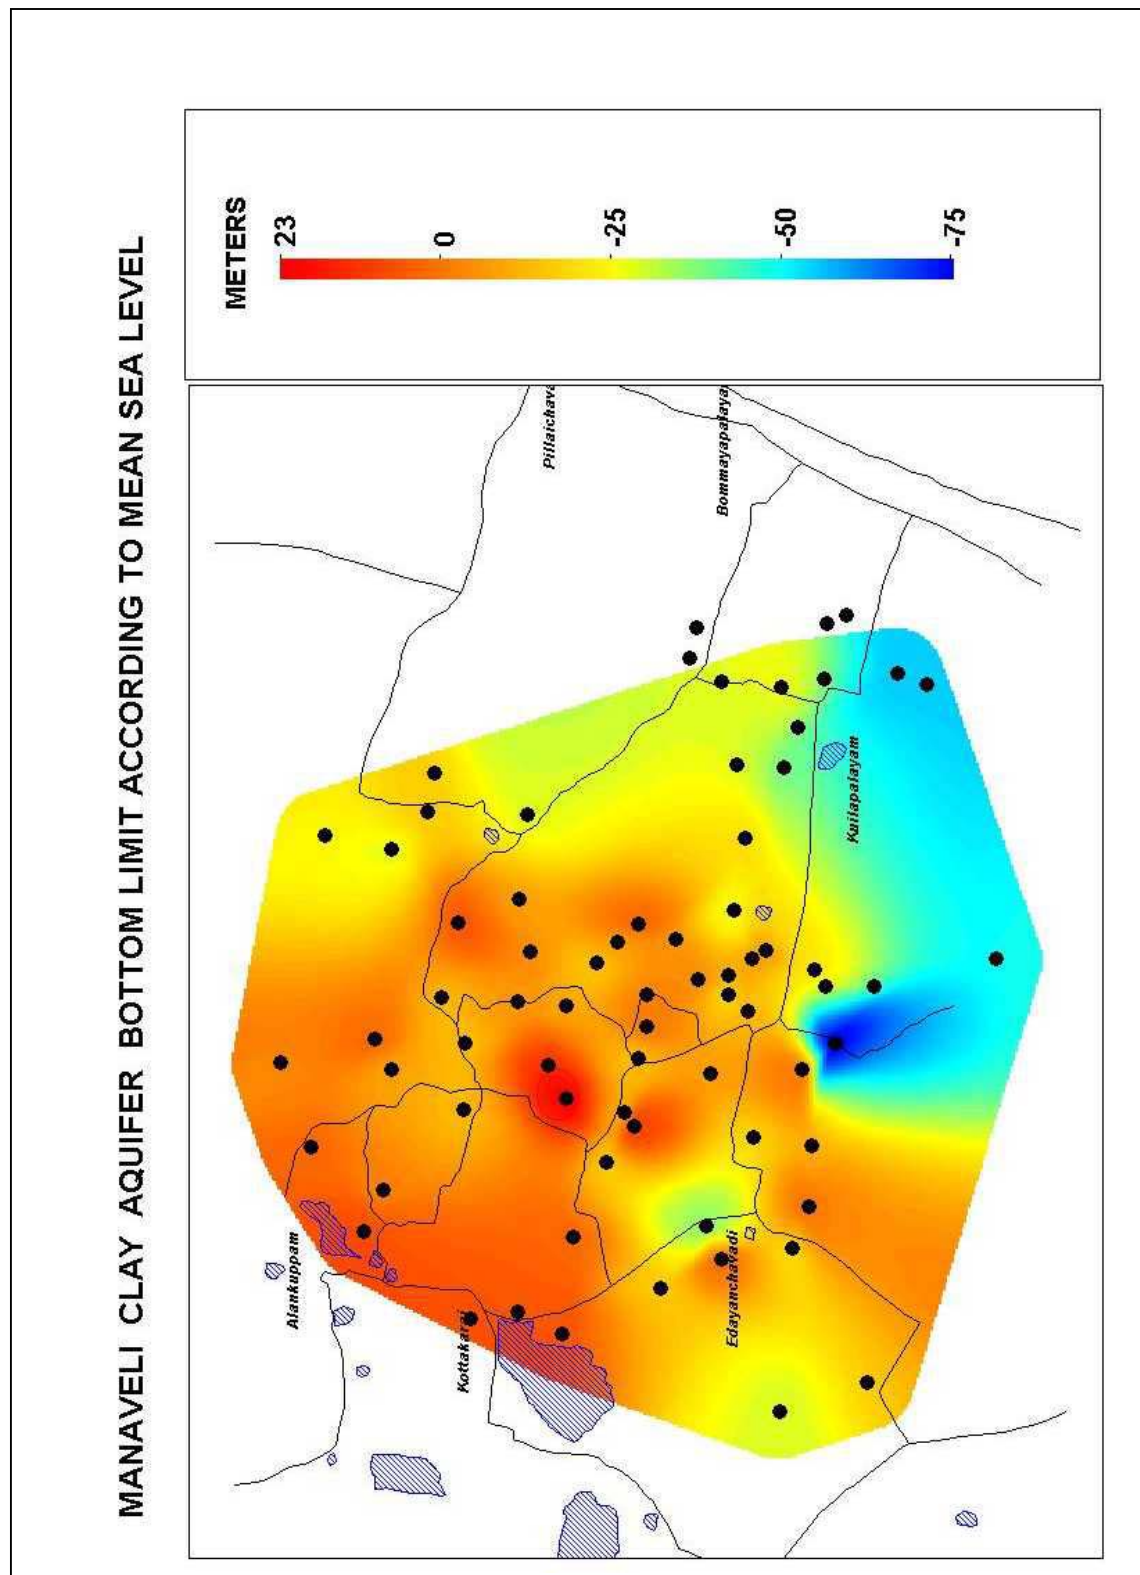 MANAVELI CLAY AQUIFER BOTTOM LIMIT ACCORDING TO MEAN SEA LEVEL
Alankuppam
Kottakarai
Pillaichava
Edayanchavadi
Bommayapalaya
Kuilapalayam
METERS
23
0
-25
-50
-75